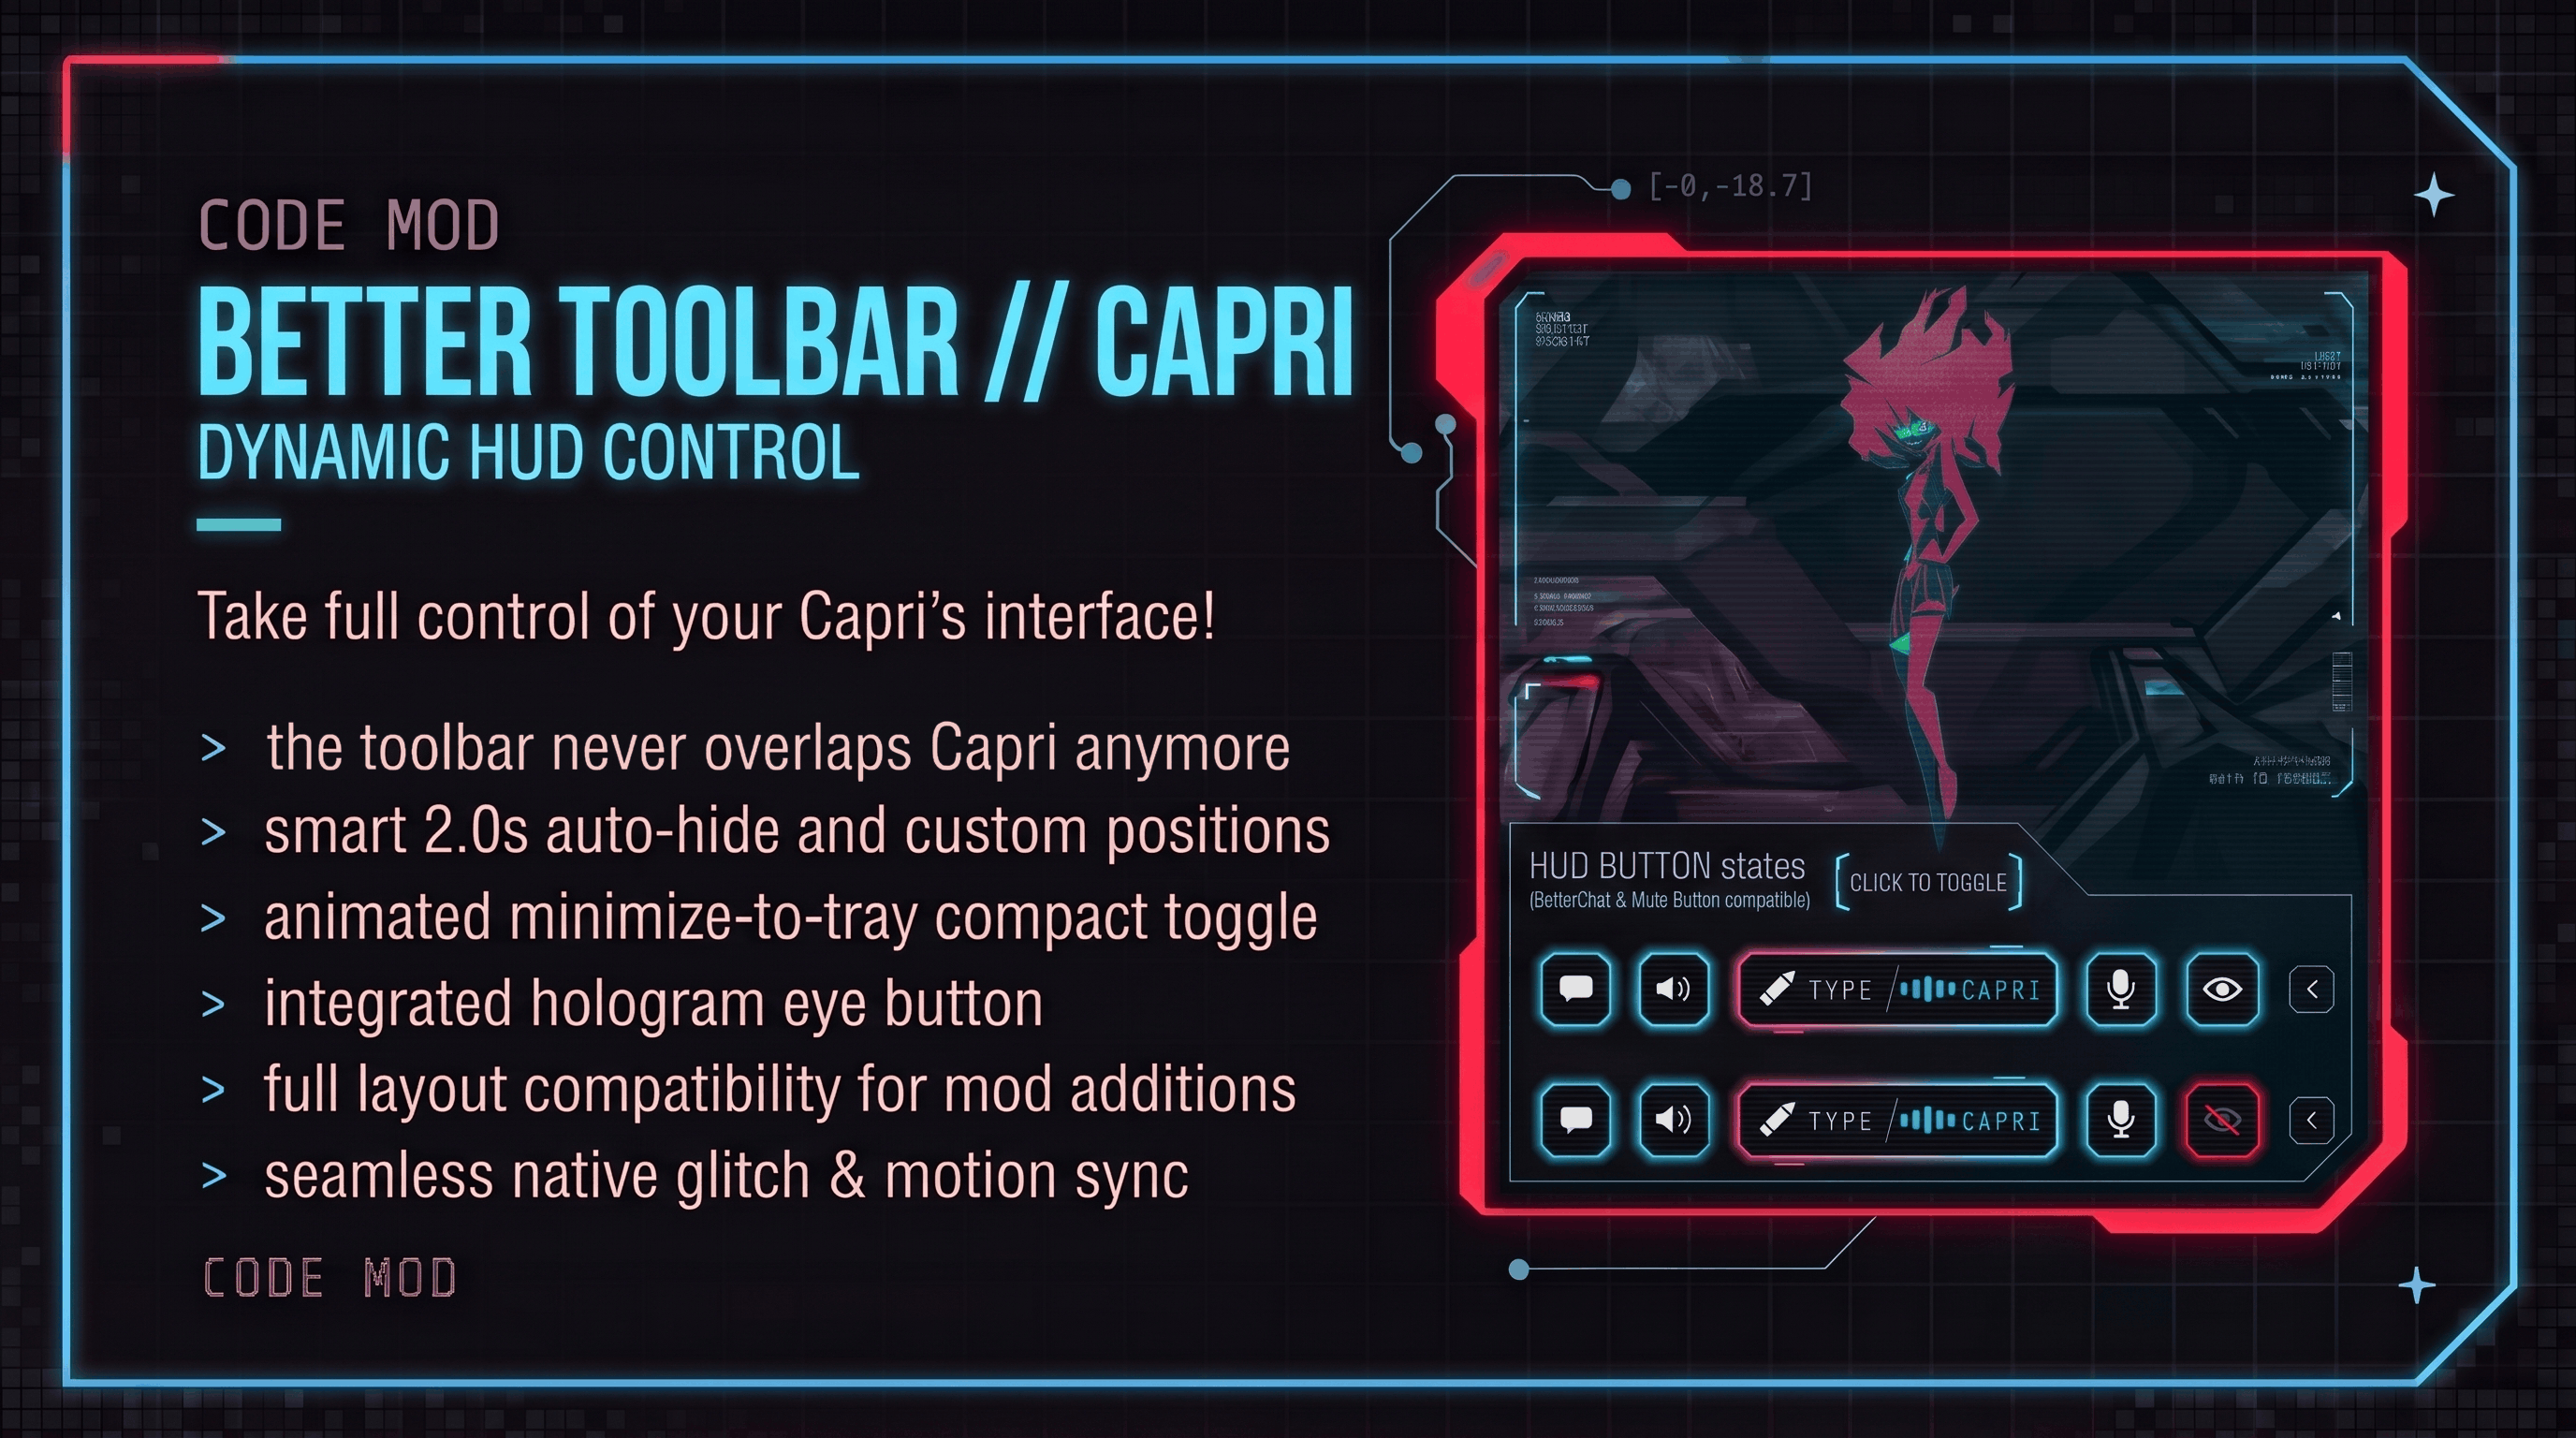 CODE MOD
BETTER TOOLBAR // CAPRI
DYNAMIC HUD CONTROL
Take full control of your Capri’s interface!
> the toolbar never overlaps Capri anymore
> smart 2.0s auto-hide and custom positions
> animated minimize-to-tray compact toggle
> integrated hologram eye button
> full layout compatibility for mod additions
> seamless native glitch & motion sync
CODE MOD
[-0,-18.7]
HUD BUTTON states
(BetterChat & Mute Button compatible)
CLICK TO TOGGLE
TYPE / CAPRI
TYPE / CAPRI